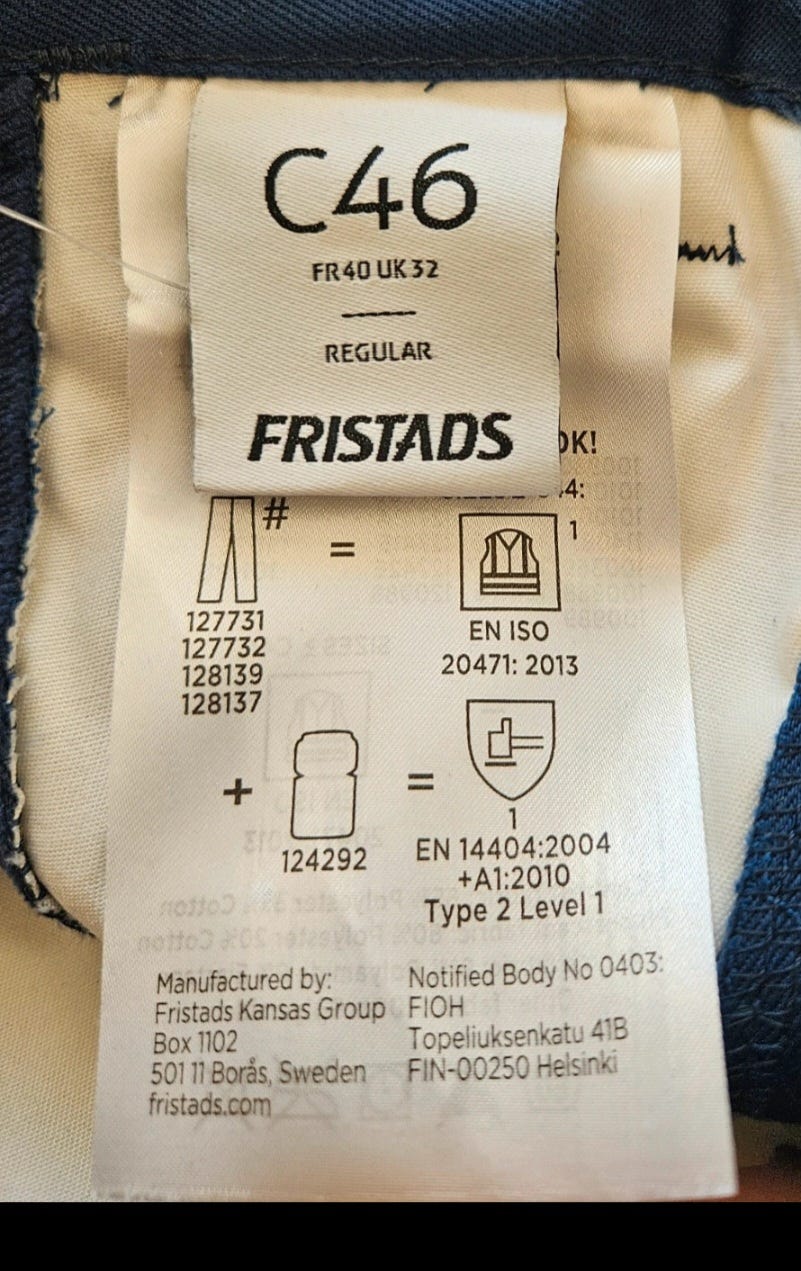 C46
FR40 UK32
REGULAR
FRISTADS
OK!
#
=
1
127731
127732
128139
128137
EN ISO
20471: 2013
+
=
124292
1
EN 14404:2004
+A1:2010
Type 2 Level 1
Manufactured by:
Fristads Kansas Group
Box 1102
501 11 Borås, Sweden
fristads.com
Notified Body No 0403:
FIOH
Topeliuksenkatu 41B
FIN-00250 Helsinki